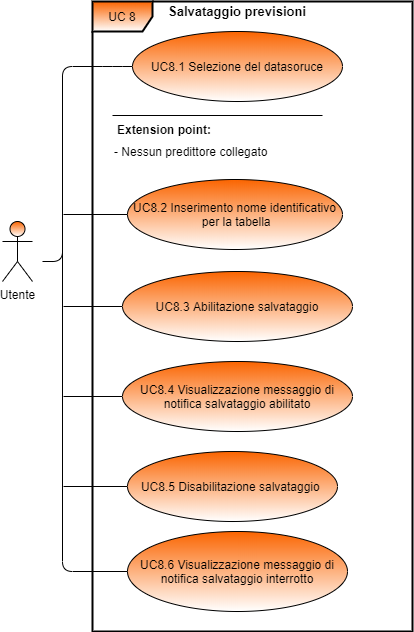 UC 8
Salvataggio previsioni
UC8.1 Selezione del datasoruce
Extension point:
- Nessun predittore collegato
UC8.2 Inserimento nome identificativo
per la tabella
Utente
UC8.3 Abilitazione salvataggio
UC8.4 Visualizzazione messaggio di
notifica salvataggio abilitato
UC8.5 Disabilitazione salvataggio
UC8.6 Visualizzazione messaggio di
notifica salvataggio interrotto